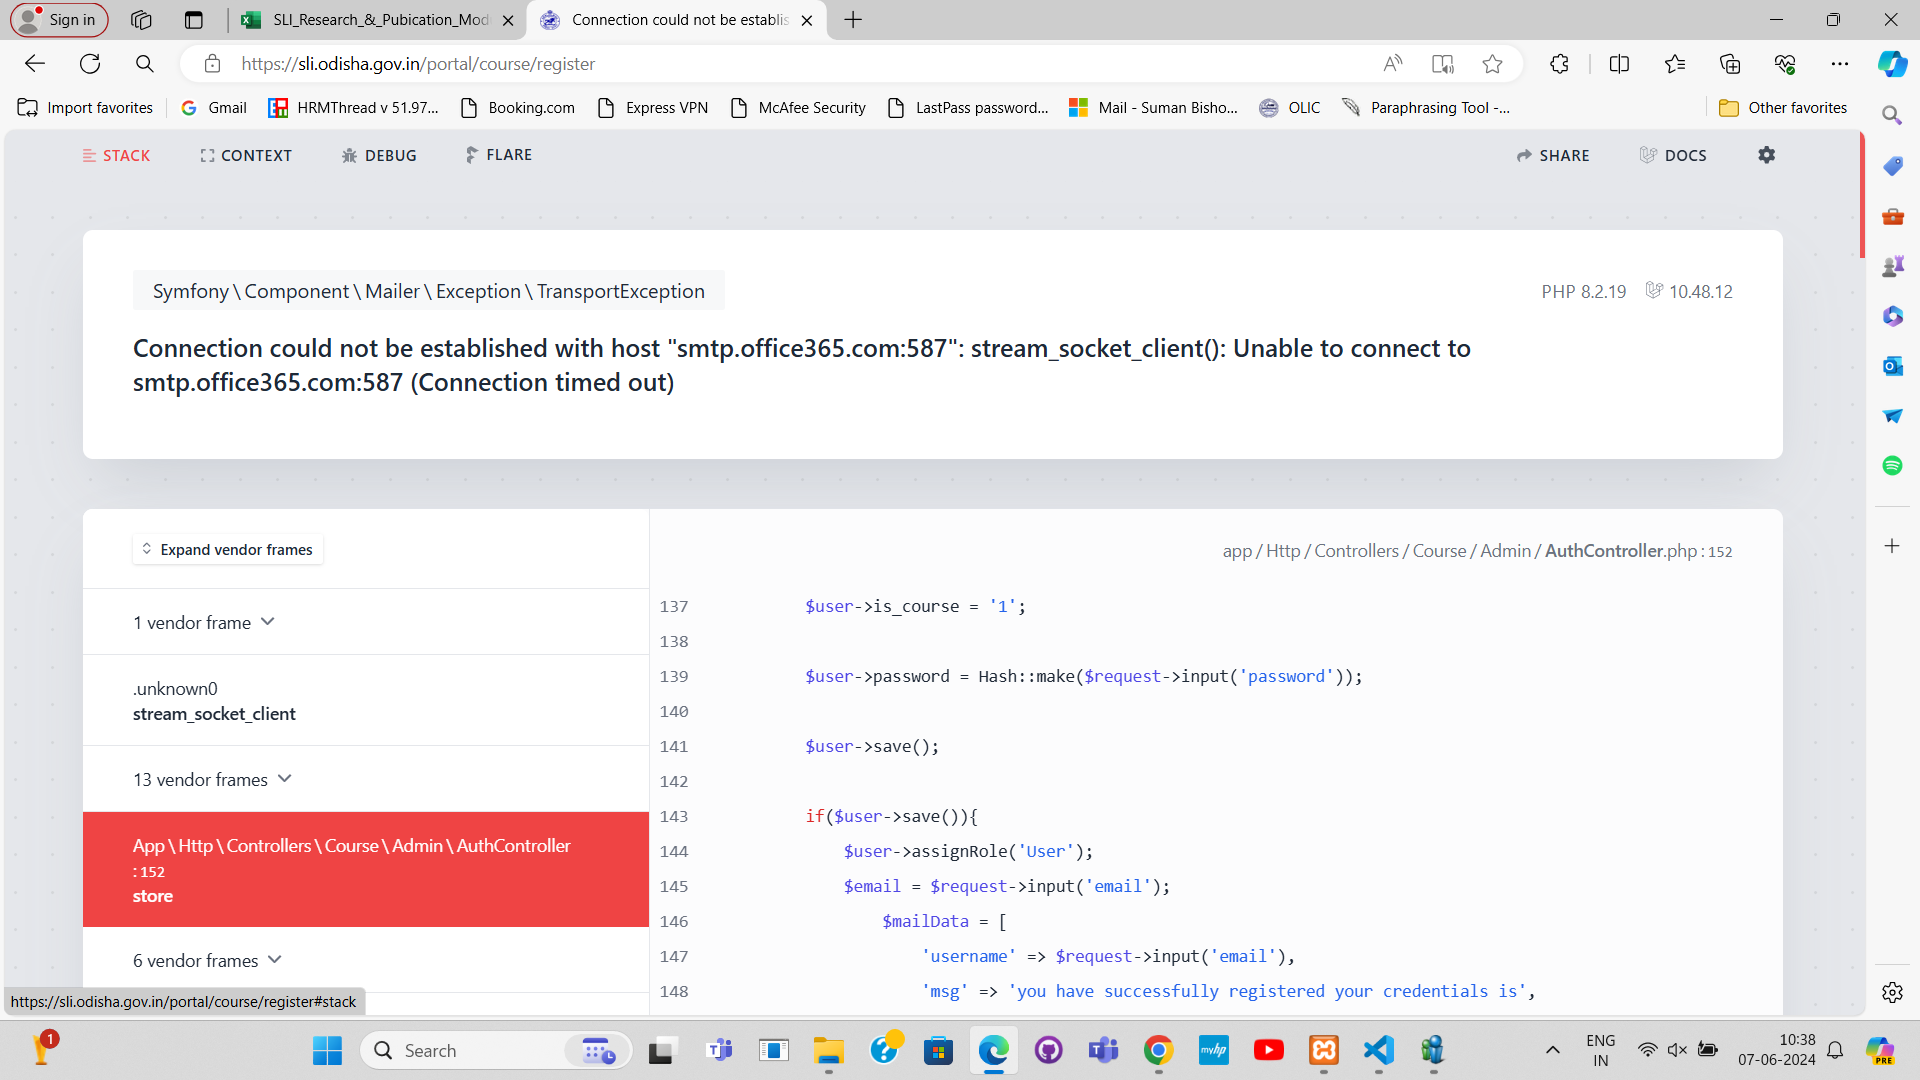 Sign in
SLI_Research_&_Pubication_Mod
Connection could not be establis
https://sli.odisha.gov.in/portal/course/register
Import favorites
Gmail
HRMThread v 51.97...
Booking.com
Express VPN
McAfee Security
LastPass password...
Mail - Suman Bisho...
OLIC
Paraphrasing Tool -...
Other favorites
STACK
CONTEXT
DEBUG
FLARE
SHARE
DOCS
Symfony\Component\Mailer\Exception\TransportException
PHP 8.2.19
10.48.12
Connection could not be established with host "smtp.office365.com:587": stream_socket_client(): Unable to connect to
smtp.office365.com:587 (Connection timed out)
Expand vendor frames
1 vendor frame
.unknown0
stream_socket_client
13 vendor frames
App\Http\Controllers\Course\Admin\AuthController
:152
store
6 vendor frames
https://sli.odisha.gov.in/portal/course/register#stack
app/Http/Controllers/Course/Admin/AuthController.php:152
137 $user->is_course = '1';
138
139 $user->password = Hash::make($request->input('password'));
140
141 $user->save();
142
143 if($user->save()){
144 $user->assignRole('User');
145 $email = $request->input('email');
146 $mailData = [
147 'username' => $request->input('email'),
148 'msg' => 'you have successfully registered your credentials is',
1
Search
myhp
ENG
IN
10:38
07-06-2024
PRE